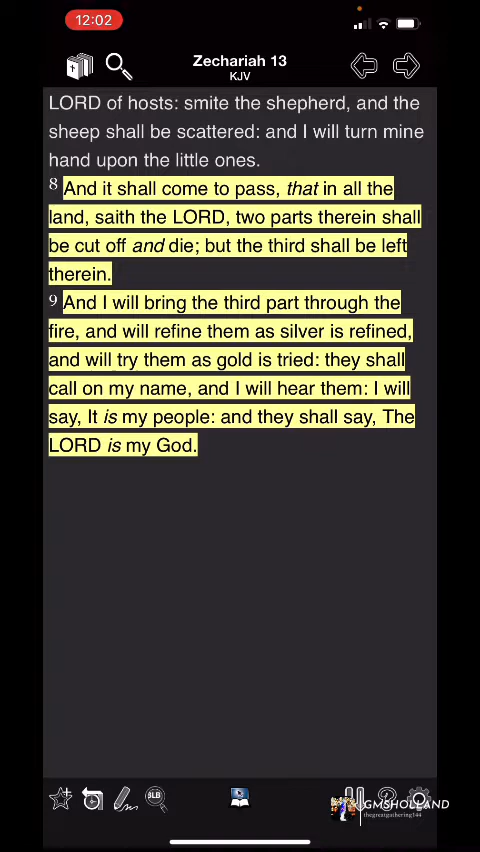 12:02
Zechariah 13
KJV
LORD of hosts: smite the shepherd, and the
sheep shall be scattered: and I will turn mine
hand upon the little ones.
8 And it shall come to pass, that in all the
land, saith the LORD, two parts therein shall
be cut off and die; but the third shall be left
therein.
9 And I will bring the third part through the
fire, and will refine them as silver is refined,
and will try them as gold is tried: they shall
call on my name, and I will hear them: I will
say, It is my people: and they shall say, The
LORD is my God.
BLB
GMSHOLLAND
thegreatgathering144